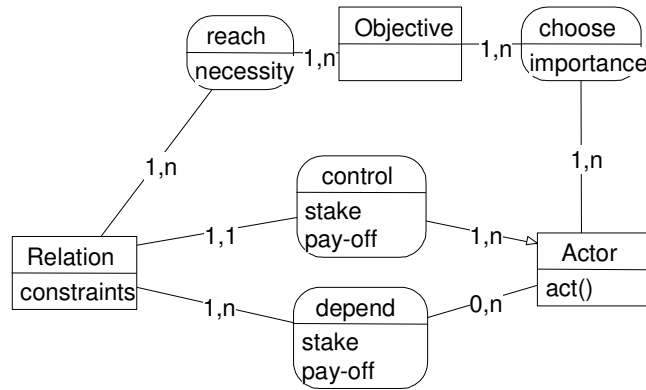 reach
necessity
1,n
Objective
1,n
choose
importance
1,n
1,n
control
stake
pay-off
1,1
1,n
Relation
constraints
Actor
act()
1,n
depend
stake
pay-off
0,n